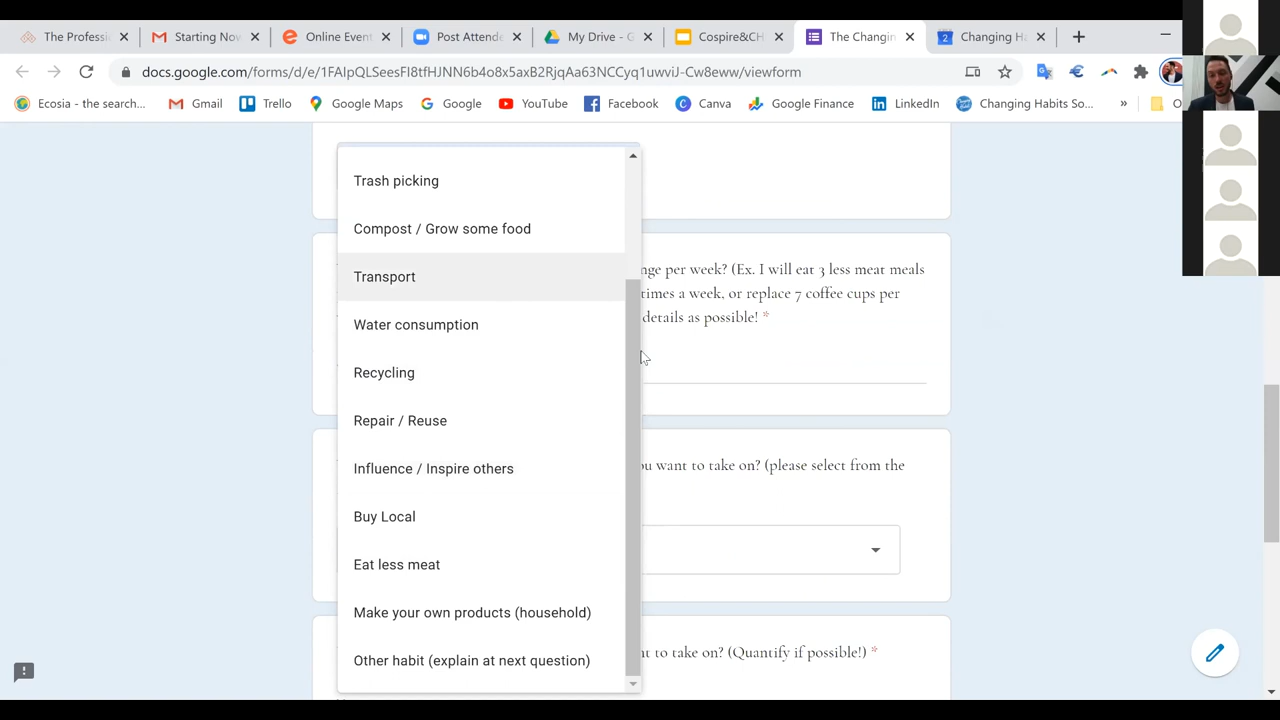 The Professi
Starting Now
Online Event
Post Attende
My Drive - G
Cospire&CH
The Changin
2
Changing Ha
docs.google.com/forms/d/e/1FAIpQLSeesFI8tfHJNN6b4o8x5axB2RjqAa63NCCyq1uwviJ-Cw8eww/viewform
Ecosia - the search...
Gmail
Trello
Google Maps
Google
YouTube
Facebook
Canva
Google Finance
LinkedIn
Changing Habits So...
»
O
Trash picking
Compost / Grow some food
Transport
Water consumption
Recycling
Repair / Reuse
Influence / Inspire others
Buy Local
Eat less meat
Make your own products (household)
Other habit (explain at next question)
nge per week? (Ex. I will eat 3 less meat meals
times a week, or replace 7 coffee cups per
details as possible! *
ou want to take on? (please select from the
nt to take on? (Quantify if possible!) *